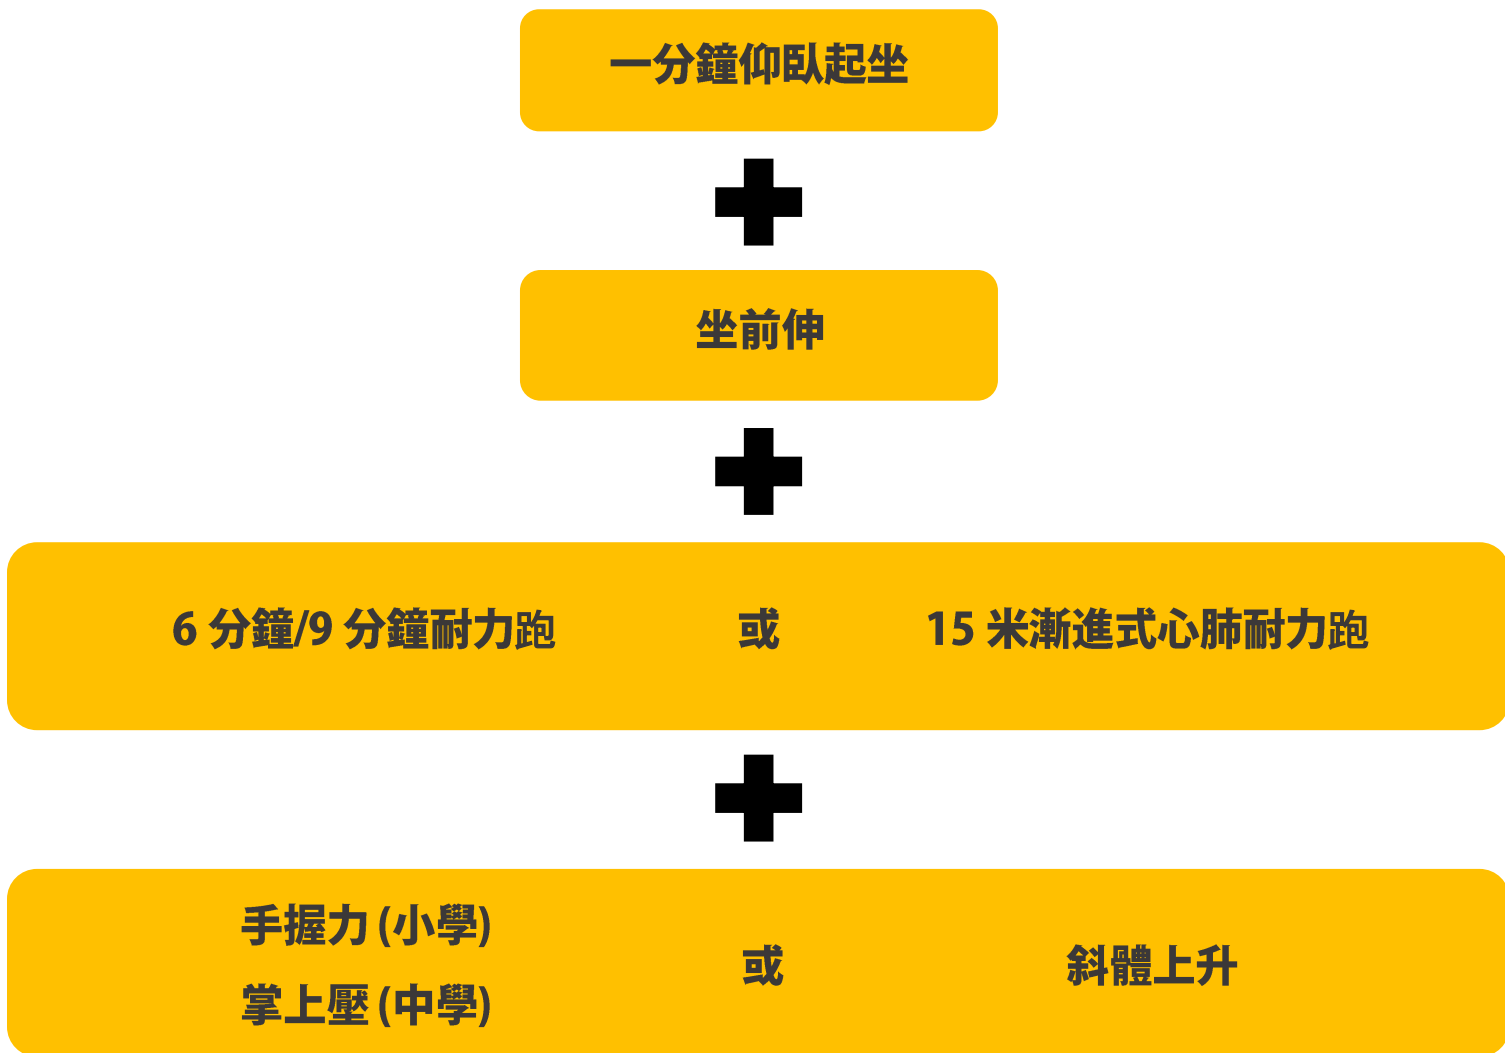 一分鐘仰臥起坐
坐前伸
6 分鐘/9 分鐘耐力跑 或 15 米漸進式心肺耐力跑
手握力 (小學)
掌上壓 (中學)
或
斜體上升